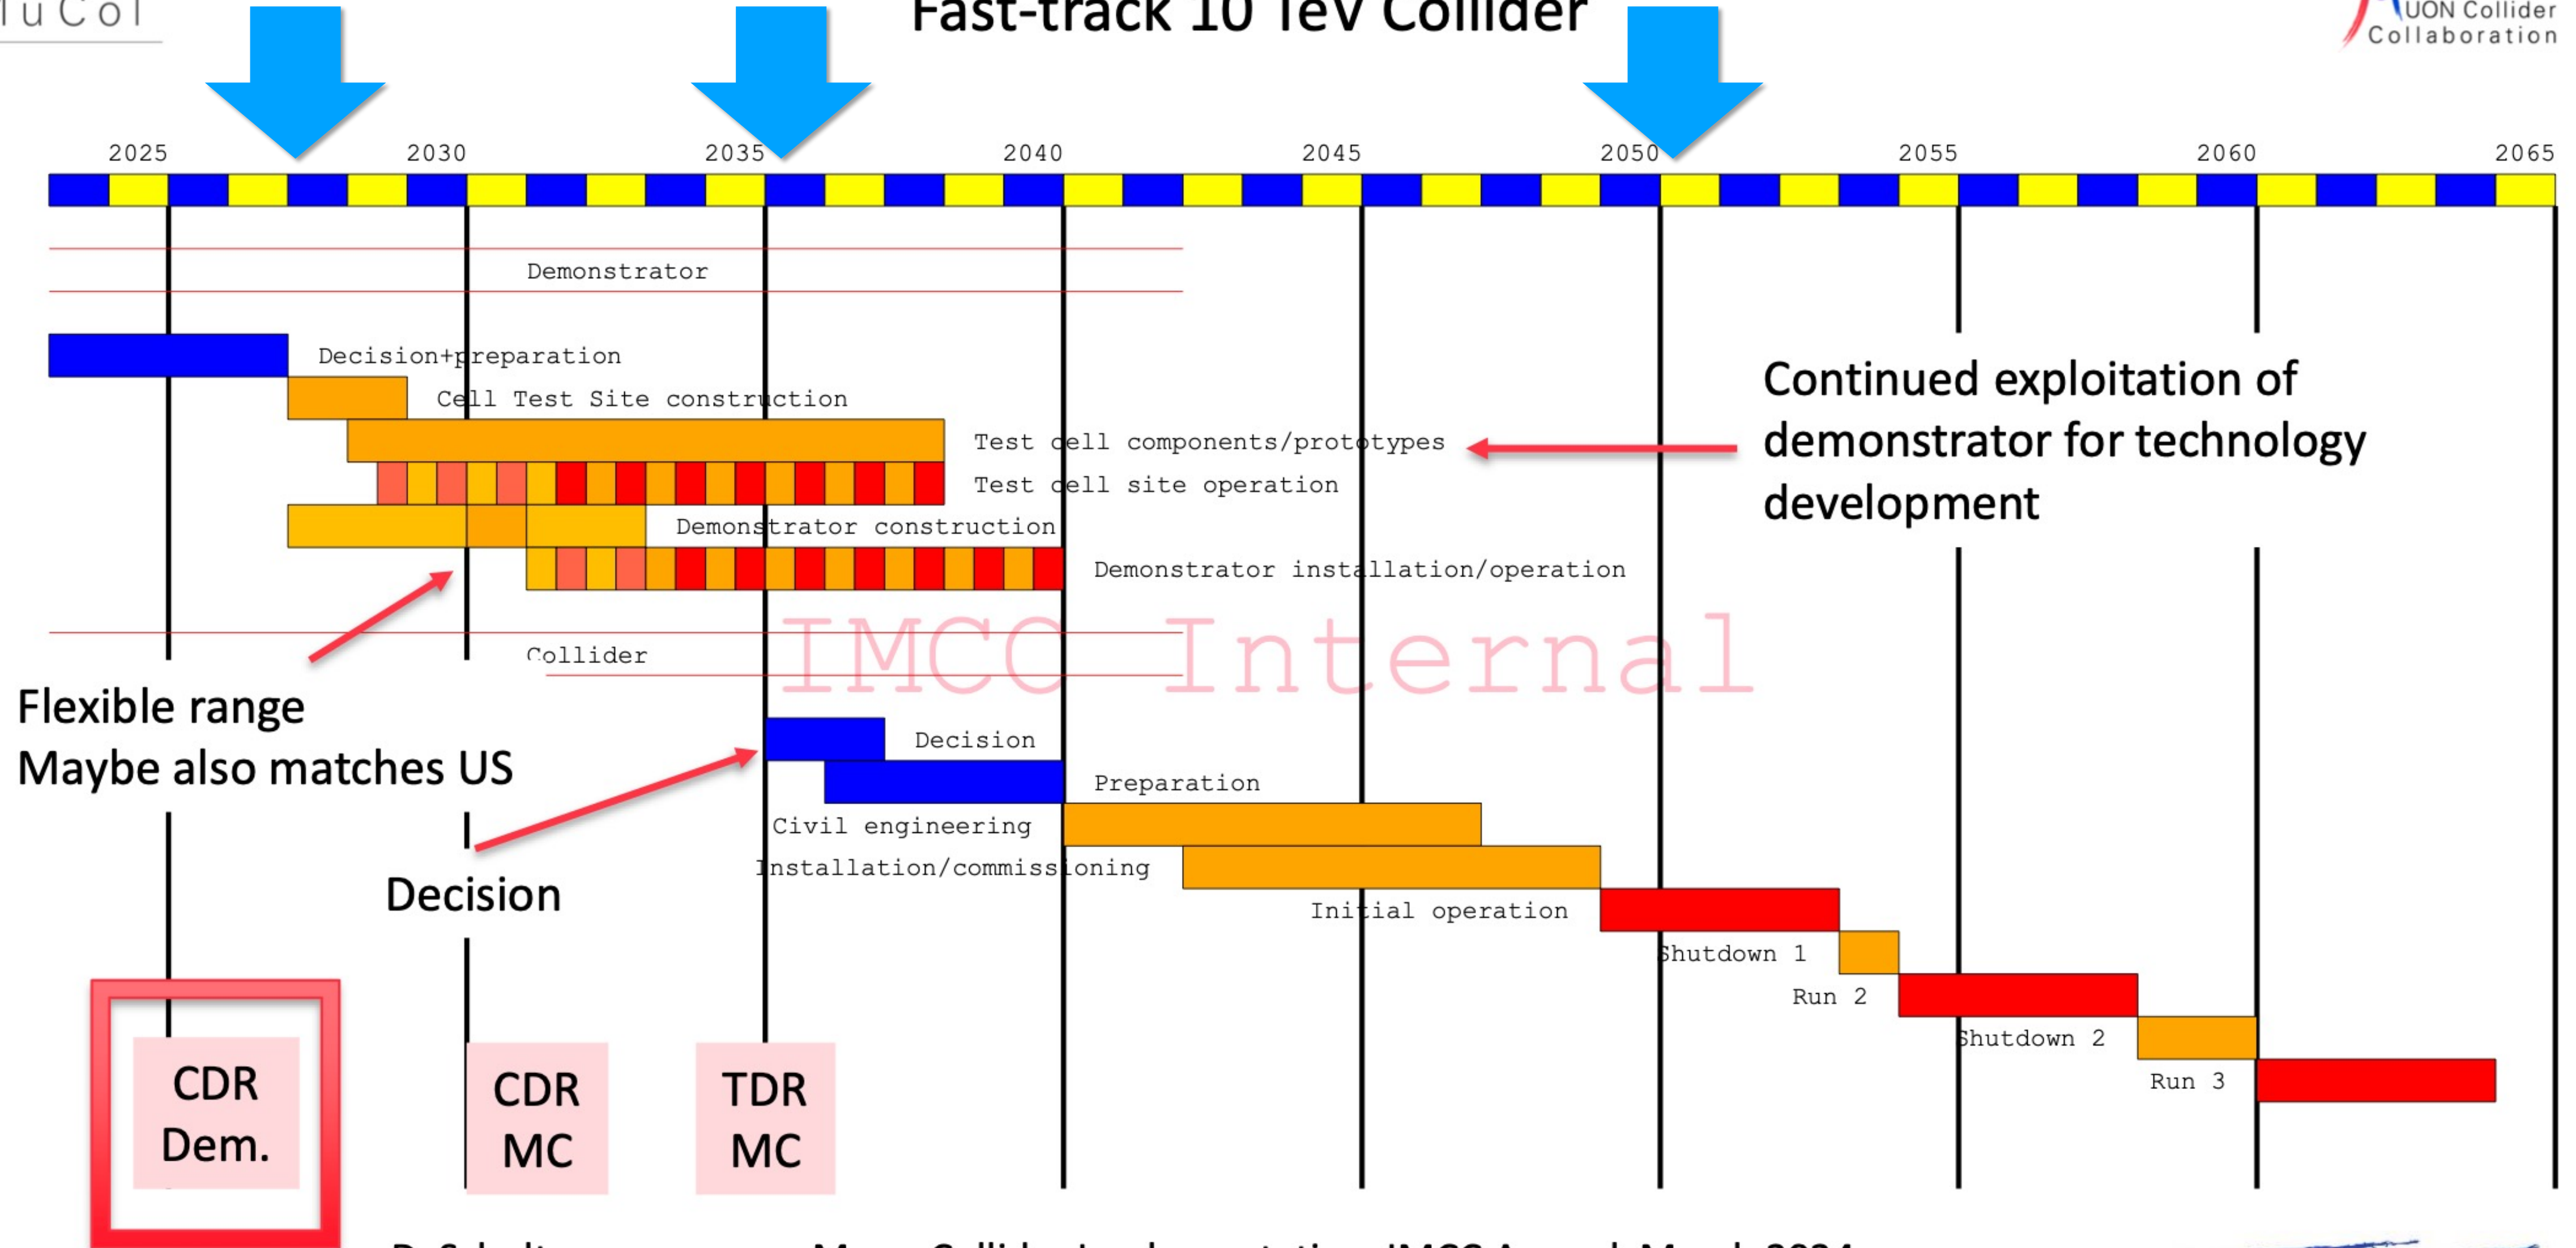 MuCol
Fast-track 10 TeV Collider
MUON Collider
Collaboration
2025 2030 2035 2040 2045 2050 2055 2060 2065
Demonstrator
Decision+preparation
Cell Test Site construction
Test cell components/prototypes
Test cell site operation
Demonstrator construction
Demonstrator installation/operation
Continued exploitation of
demonstrator for technology
development
IMCC Internal
Collider
Flexible range
Maybe also matches US
Decision
Preparation
Civil engineering
Installation/commissioning
Decision
Initial operation
Shutdown 1
Run 2
Shutdown 2
Run 3
CDR
Dem.
CDR
MC
TDR
MC